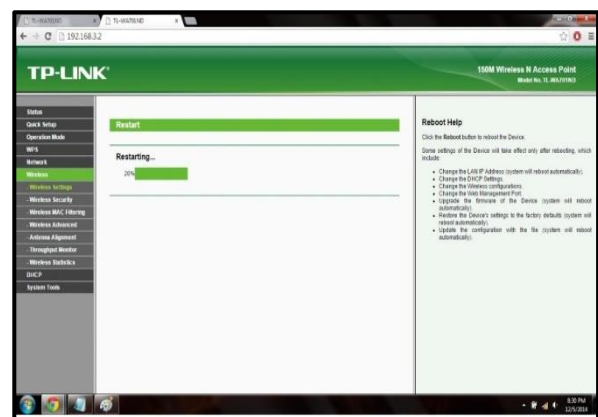 TL-WA701ND
TL-WA701ND
192.168.3.2
TP-LINK®
150M Wireless N Access Point
Model No. TL-WA701ND
Status
Quick Setup
Operation Mode
WPS
Network
Wireless
- Wireless Settings
- Wireless Security
- Wireless MAC Filtering
- Wireless Advanced
- Antenna Alignment
- Throughput Monitor
- Wireless Statistics
DHCP
System Tools
Restart
Restarting...
20%
Reboot Help
Click the Reboot button to reboot the Device.
Some settings of the Device will take effect only after rebooting, which
include:
• Change the LAN IP Address (system will reboot automatically).
• Change the DHCP Settings.
• Change the Wireless configurations.
• Change the Web Management Port.
• Upgrade the firmware of the Device (system will reboot
automatically).
• Restore the Device's settings to the factory defaults (system will
reboot automatically).
• Update the configuration with the file (system will reboot
automatically).
8:30 PM
12/5/2014